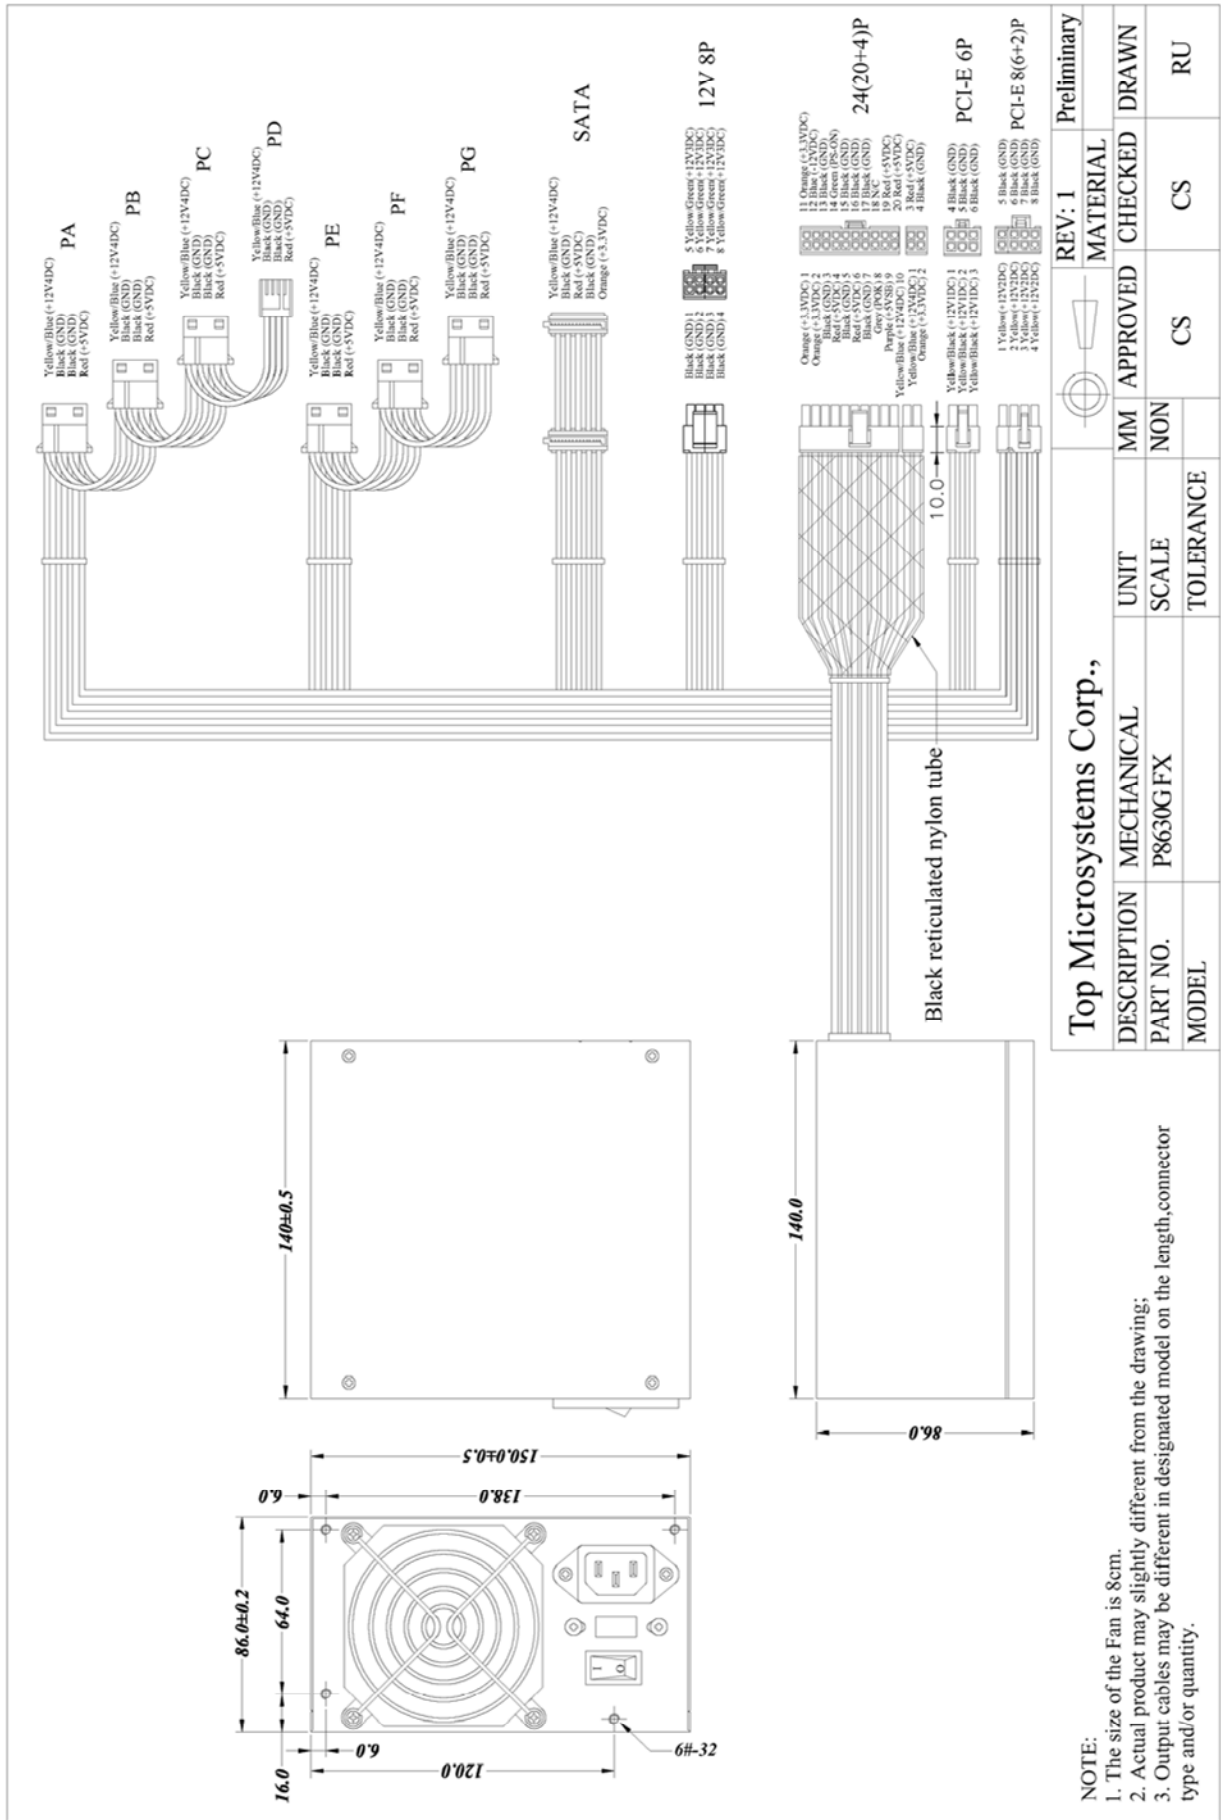 PA
Yellow/Blue (+12V4DC)
Black (GND)
Black (GND)
Red (+5VDC)
PB
Yellow/Blue (+12V4DC)
Black (GND)
Black (GND)
Red (+5VDC)
PC
Yellow/Blue (+12V4DC)
Black (GND)
Black (GND)
Red (+5VDC)
PD
Yellow/Blue (+12V4DC)
Black (GND)
Black (GND)
Red (+5VDC)
PE
Yellow/Blue (+12V4DC)
Black (GND)
Black (GND)
Red (+5VDC)
PF
Yellow/Blue (+12V4DC)
Black (GND)
Black (GND)
Red (+5VDC)
PG
Yellow/Blue (+12V4DC)
Black (GND)
Black (GND)
Red (+5VDC)
SATA
Yellow/Blue (+12V4DC)
Black (GND)
Red (+5VDC)
Black (GND)
Orange (+3.3VDC)
12V 8P
Black (GND) 1
Black (GND) 2
Black (GND) 3
Black (GND) 4
5 Yellow/Green(+12V3DC)
6 Yellow/Green(+12V3DC)
7 Yellow/Green(+12V3DC)
8 Yellow/Green(+12V3DC)
24(20+4)P
Orange (+3.3VDC) 1
Orange (+3.3VDC) 2
Black (GND) 3
Red (+5VDC) 4
Black (GND) 5
Red (+5VDC) 6
Black (GND) 7
Grey (POK) 8
Purple (+5VSB) 9
Yellow/Blue (+12V4DC) 10
Yellow/Blue (+12V4DC) 1
Orange (+3.3VDC) 2
11 Orange (+3.3VDC)
12 Blue (-12VDC)
13 Black (GND)
14 Green (PS-ON)
15 Black (GND)
16 Black (GND)
17 Black (GND)
18 N/C
19 Red (+5VDC)
20 Red (+5VDC)
3 Red (+5VDC)
4 Black (GND)
PCI-E 6P
Yellow/Black (+12V1DC) 1
Yellow/Black (+12V1DC) 2
Yellow/Black (+12V1DC) 3
4 Black (GND)
5 Black (GND)
6 Black (GND)
PCI-E 8(6+2)P
1 Yellow(+12V2DC)
2 Yellow(+12V2DC)
3 Yellow(+12V2DC)
4 Yellow(+12V2DC)
5 Black (GND)
6 Black (GND)
7 Black (GND)
8 Black (GND)
10.0
Black reticulated nylon tube
140±0.5
140.0
86.0
150.0±0.5
6.0
138.0
86.0±0.2
64.0
16.0
6.0
120.0
6#-32
NOTE:
1. The size of the Fan is 8cm.
2. Actual product may slightly different from the drawing;
3. Output cables may be different in designated model on the length,connector
type and/or quantity.
Top Microsystems Corp.,
REV: 1
Preliminary
MATERIAL
DESCRIPTION MECHANICAL UNIT MM APPROVED CHECKED DRAWN
PART NO. P8630GFX SCALE NON CS CS RU
MODEL TOLERANCE